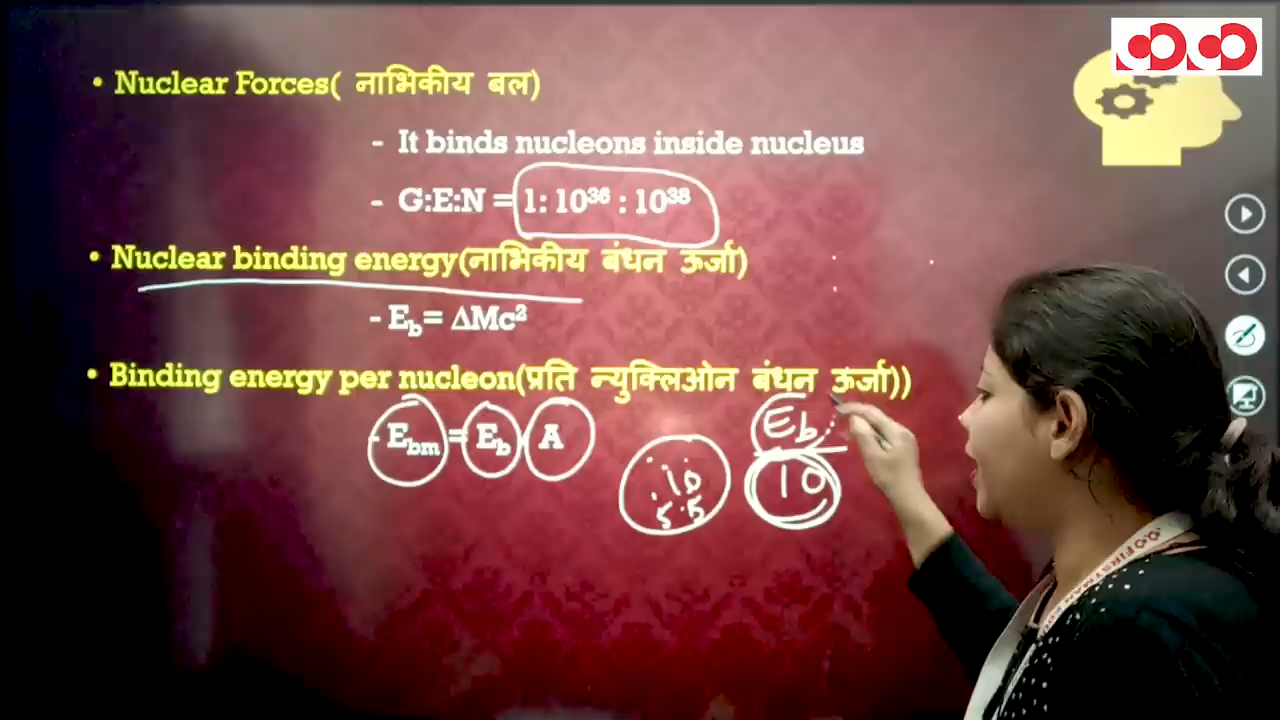 • Nuclear Forces( नाभिकीय बल)
- It binds nucleons inside nucleus
- G:E:N = 1: 10³⁶ : 10³⁸
• Nuclear binding energy(नाभिकीय बंधन ऊर्जा)
- E_b= ΔMc²
• Binding energy per nucleon(प्रति न्युक्लिओन बंधन ऊर्जा))
- E_bm = E_b/ A
E_b
10
10
5 5